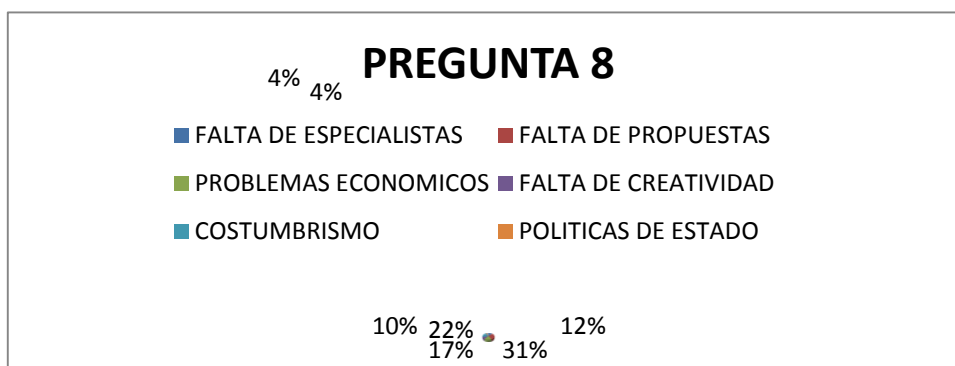 PREGUNTA 8
4%
4%
FALTA DE ESPECIALISTAS
FALTA DE PROPUESTAS
PROBLEMAS ECONOMICOS
FALTA DE CREATIVIDAD
COSTUMBRISMO
POLITICAS DE ESTADO
10%
22%
12%
17%
31%